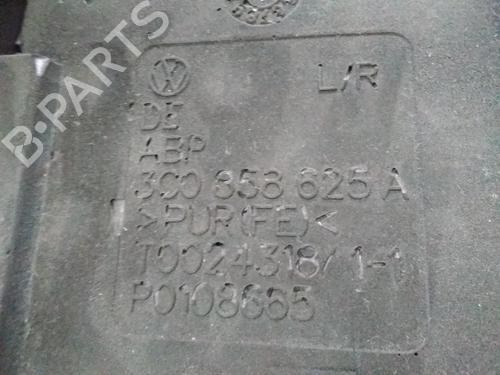 L/R
DE
ABP
3C0 858 625 A
>PUR(FE)<
T0024318/1-1
P0108665
B-PARTS